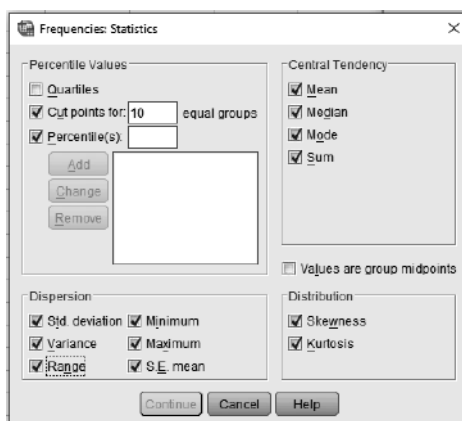 Frequencies: Statistics
Percentile Values
Quartiles
Cut points for: 10 equal groups
Percentile(s):
Add
Change
Remove
Central Tendency
Mean
Median
Mode
Sum
Values are group midpoints
Dispersion
Std. deviation Minimum
Variance Maximum
Range S.E. mean
Distribution
Skewness
Kurtosis
Continue Cancel Help